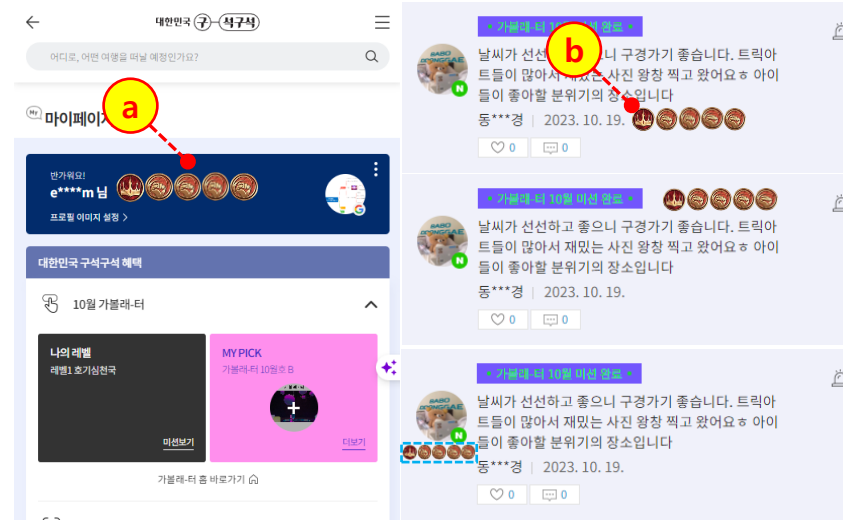 대한민국 구석구석
어디로, 어떤 여행을 떠날 예정인가요?
My
마이페이지
a
반가워요!
e****m 님
프로필 이미지 설정 >
대한민국 구석구석 혜택
10월 가볼래-터
나의 레벨
레벨1 호기심천국
미션보기
MY PICK
가볼래-터 10월호 B
더보기
가볼래-터 홈 바로가기
b
가볼래-터 10월 미션 완료
날씨가 선선 좋으니 구경가기 좋습니다. 트릭아
트들이 많아서 재밌는 사진 왕창 찍고 왔어요ㅎ 아이
들이 좋아할 분위기의 장소입니다
동***경 | 2023. 10. 19.
0 0
가볼래-터 10월 미션 완료
날씨가 선선하고 좋으니 구경가기 좋습니다. 트릭아
트들이 많아서 재밌는 사진 왕창 찍고 왔어요ㅎ 아이
들이 좋아할 분위기의 장소입니다
동***경 | 2023. 10. 19.
0 0
가볼래-터 10월 미션 완료
날씨가 선선하고 좋으니 구경가기 좋습니다. 트릭아
트들이 많아서 재밌는 사진 왕창 찍고 왔어요ㅎ 아이
들이 좋아할 분위기의 장소입니다
동***경 | 2023. 10. 19.
0 0